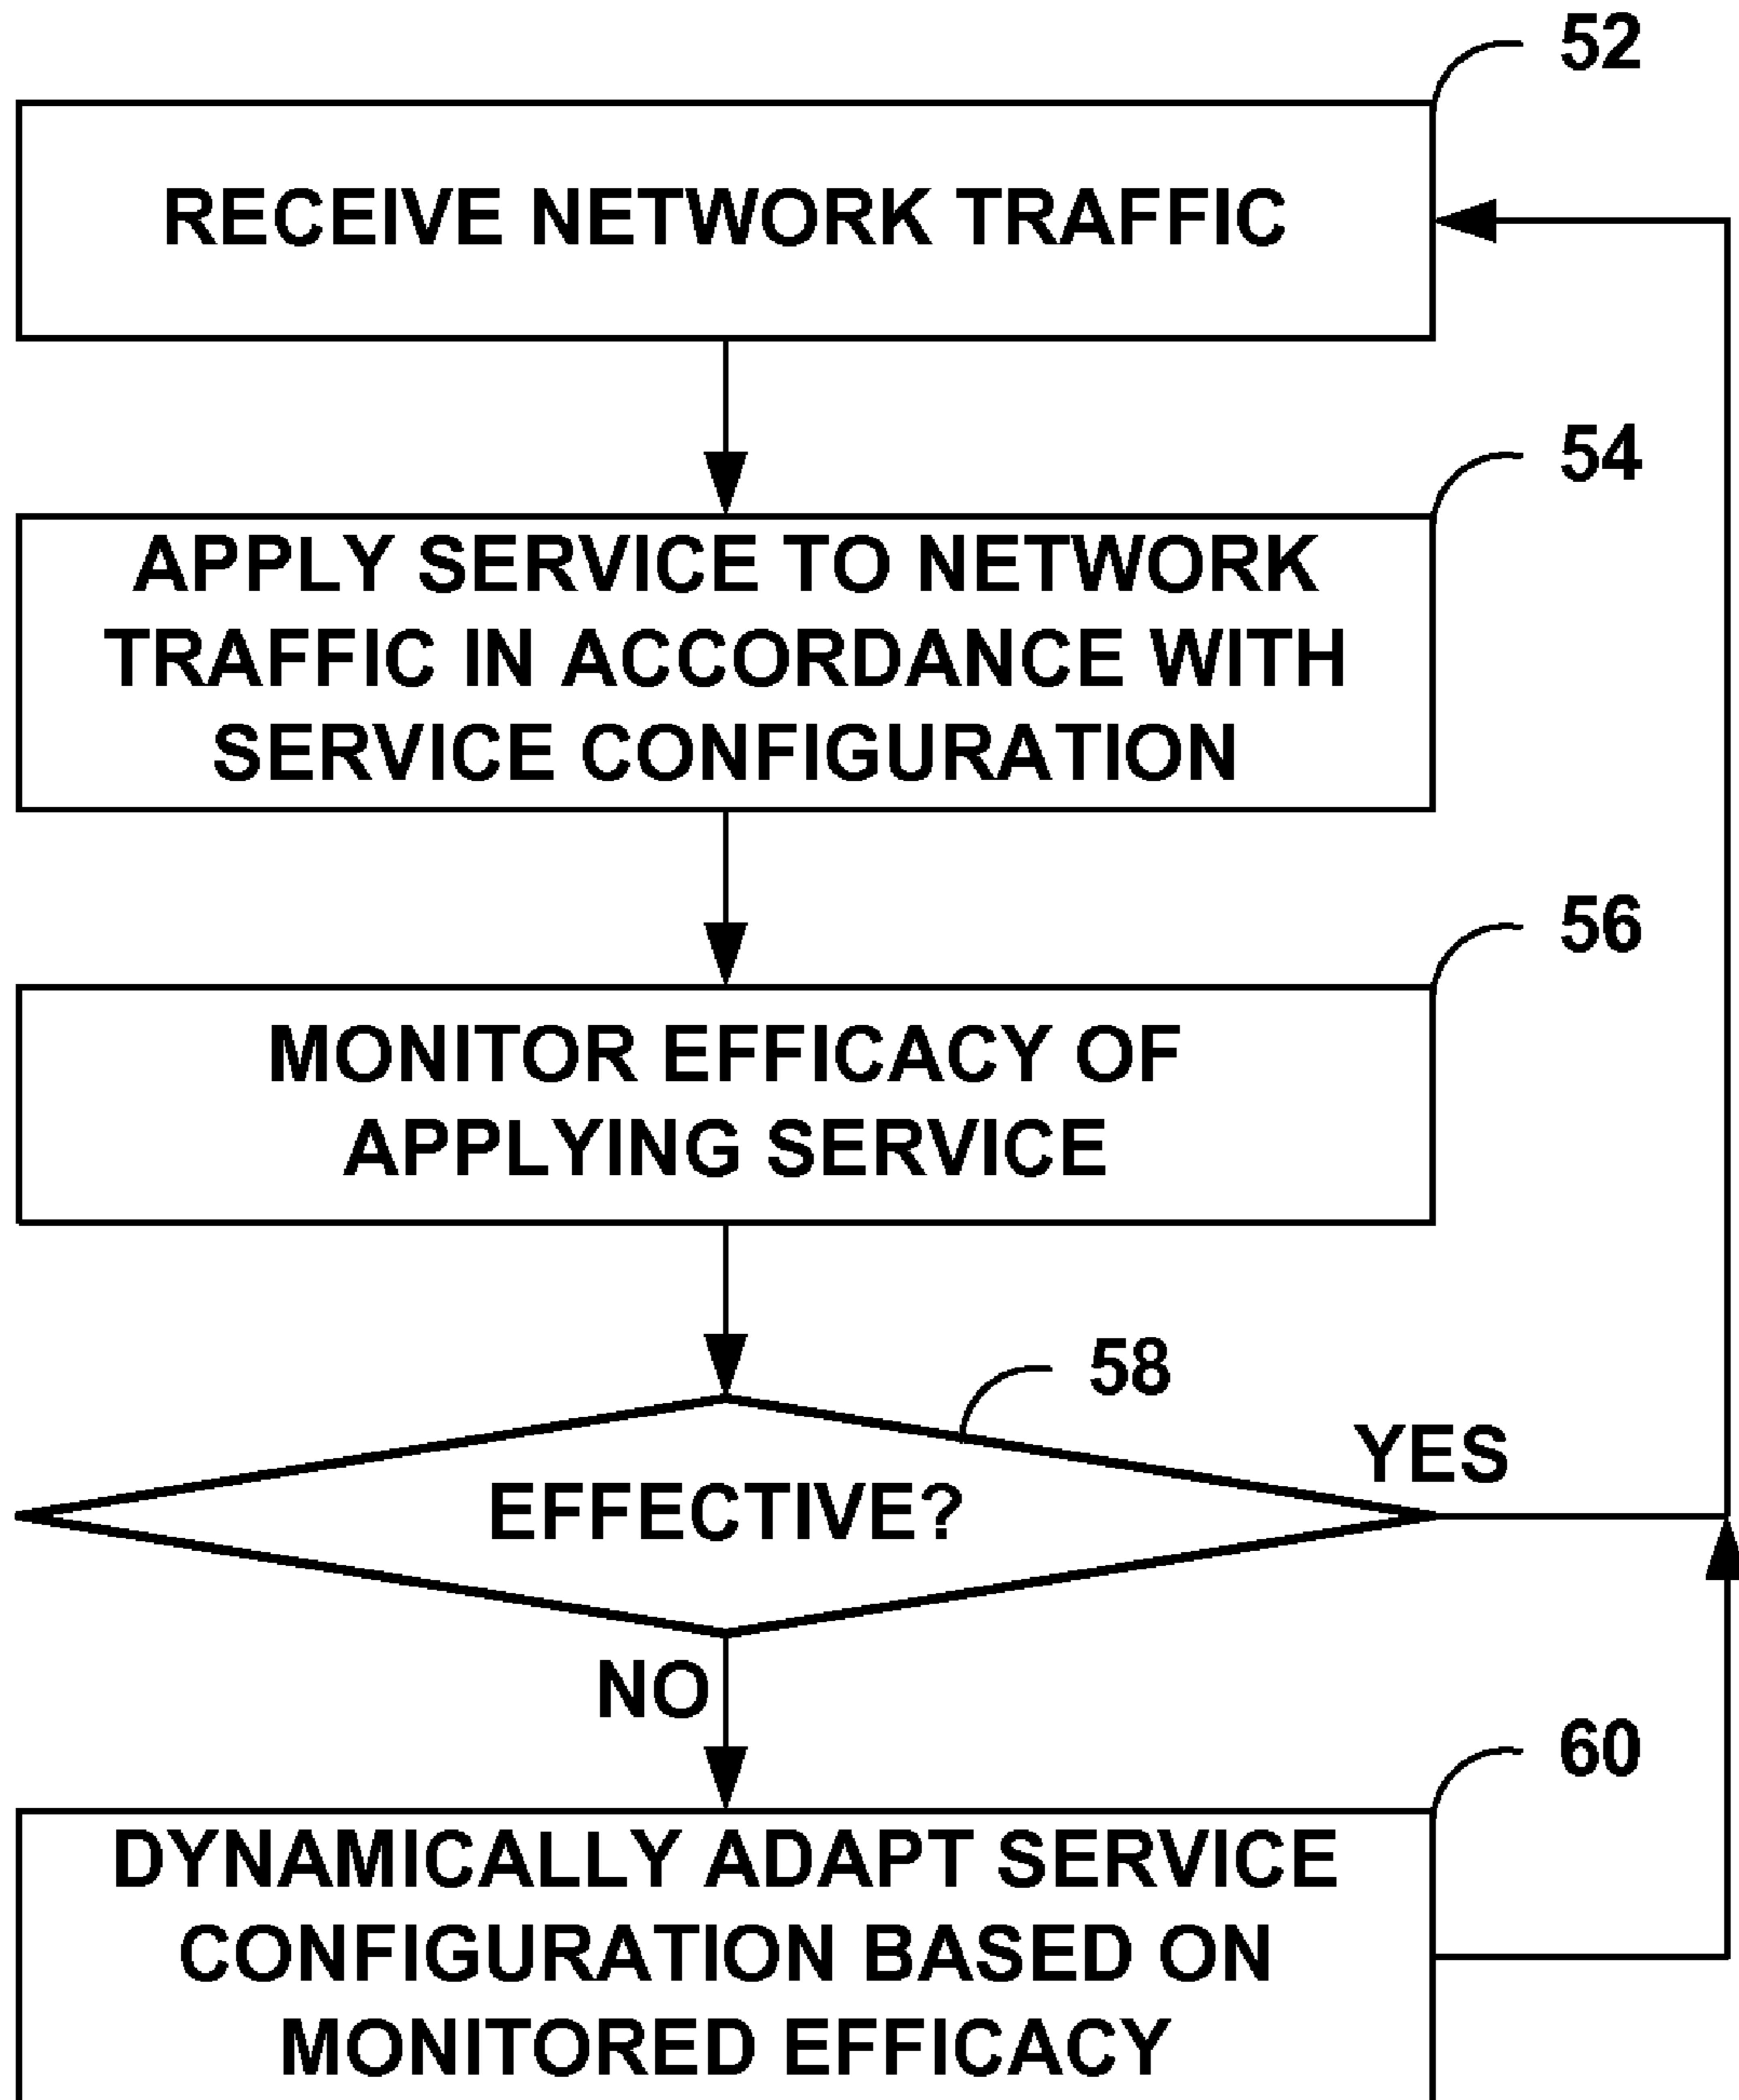 52
RECEIVE NETWORK TRAFFIC
54
APPLY SERVICE TO NETWORK
TRAFFIC IN ACCORDANCE WITH
SERVICE CONFIGURATION
56
MONITOR EFFICACY OF
APPLYING SERVICE
58
EFFECTIVE?
YES
NO
60
DYNAMICALLY ADAPT SERVICE
CONFIGURATION BASED ON
MONITORED EFFICACY